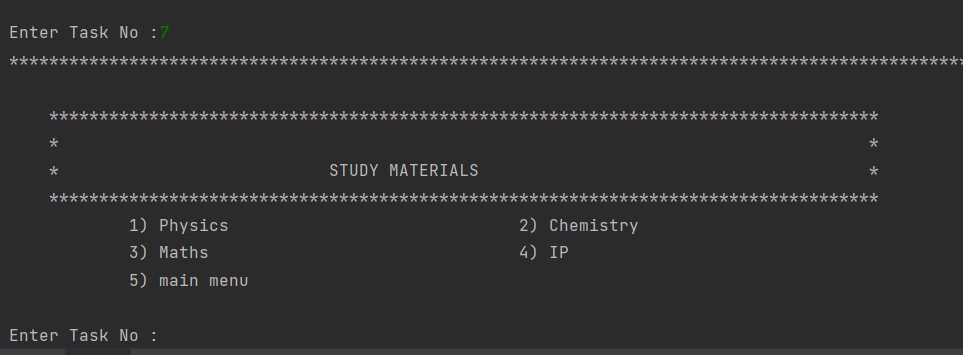 Enter Task No :7
************************************************************************************************
    ***********************************************************************************
    *                                                                                 *
    *                           STUDY MATERIALS                                       *
    ***********************************************************************************
            1) Physics                             2) Chemistry
            3) Maths                               4) IP
            5) main menu
Enter Task No :